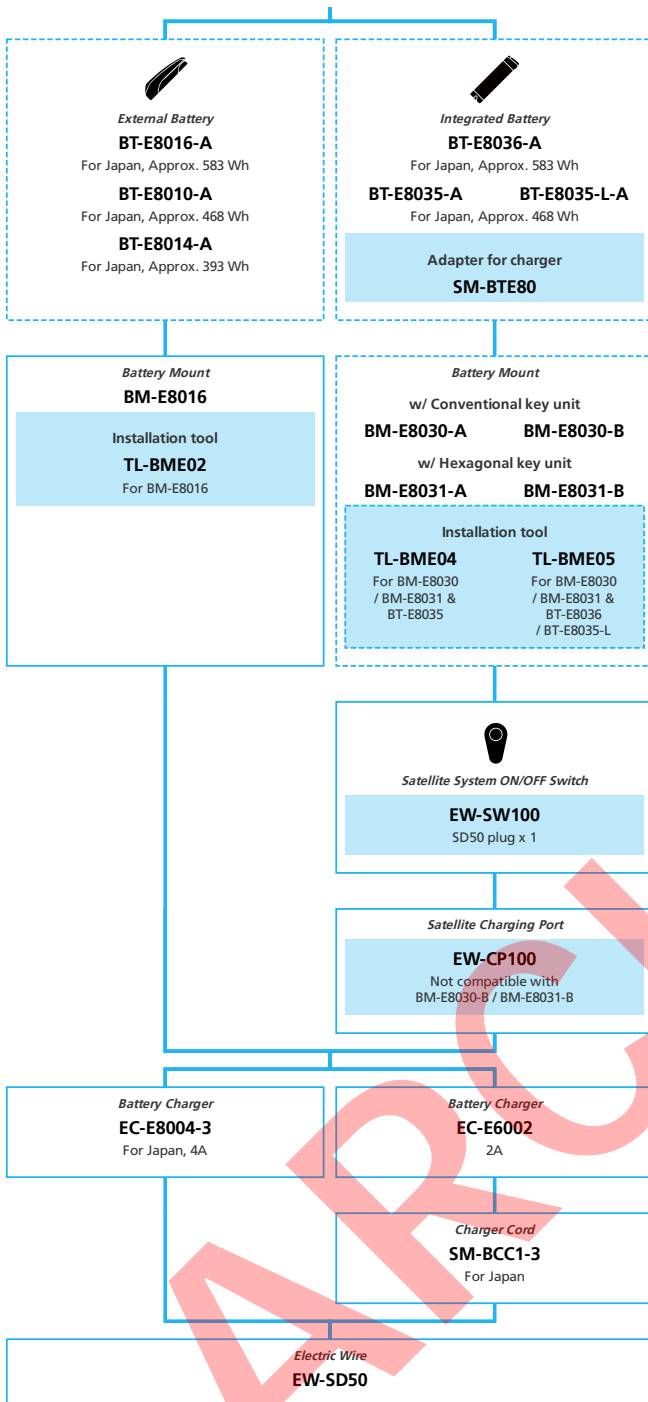 External Battery
BT-E8016-A
For Japan, Approx. 583 Wh
BT-E8010-A
For Japan, Approx. 468 Wh
BT-E8014-A
For Japan, Approx. 393 Wh
Integrated Battery
BT-E8036-A
For Japan, Approx. 583 Wh
BT-E8035-A BT-E8035-L-A
For Japan, Approx. 468 Wh
Adapter for charger
SM-BTE80
Battery Mount
BM-E8016
Installation tool
TL-BME02
For BM-E8016
Battery Mount
w/ Conventional key unit
BM-E8030-A BM-E8030-B
w/ Hexagonal key unit
BM-E8031-A BM-E8031-B
Installation tool
TL-BME04
For BM-E8030
/ BM-E8031 &
BT-E8035
TL-BME05
For BM-E8030
/ BM-E8031 &
BT-E8036
/ BT-E8035-L
Satellite System ON/OFF Switch
EW-SW100
SD50 plug x 1
Satellite Charging Port
EW-CP100
Not compatible with
BM-E8030-B / BM-E8031-B
Battery Charger
EC-E8004-3
For Japan, 4A
Battery Charger
EC-E6002
2A
Charger Cord
SM-BCC1-3
For Japan
Electric Wire
EW-SD50
ARC